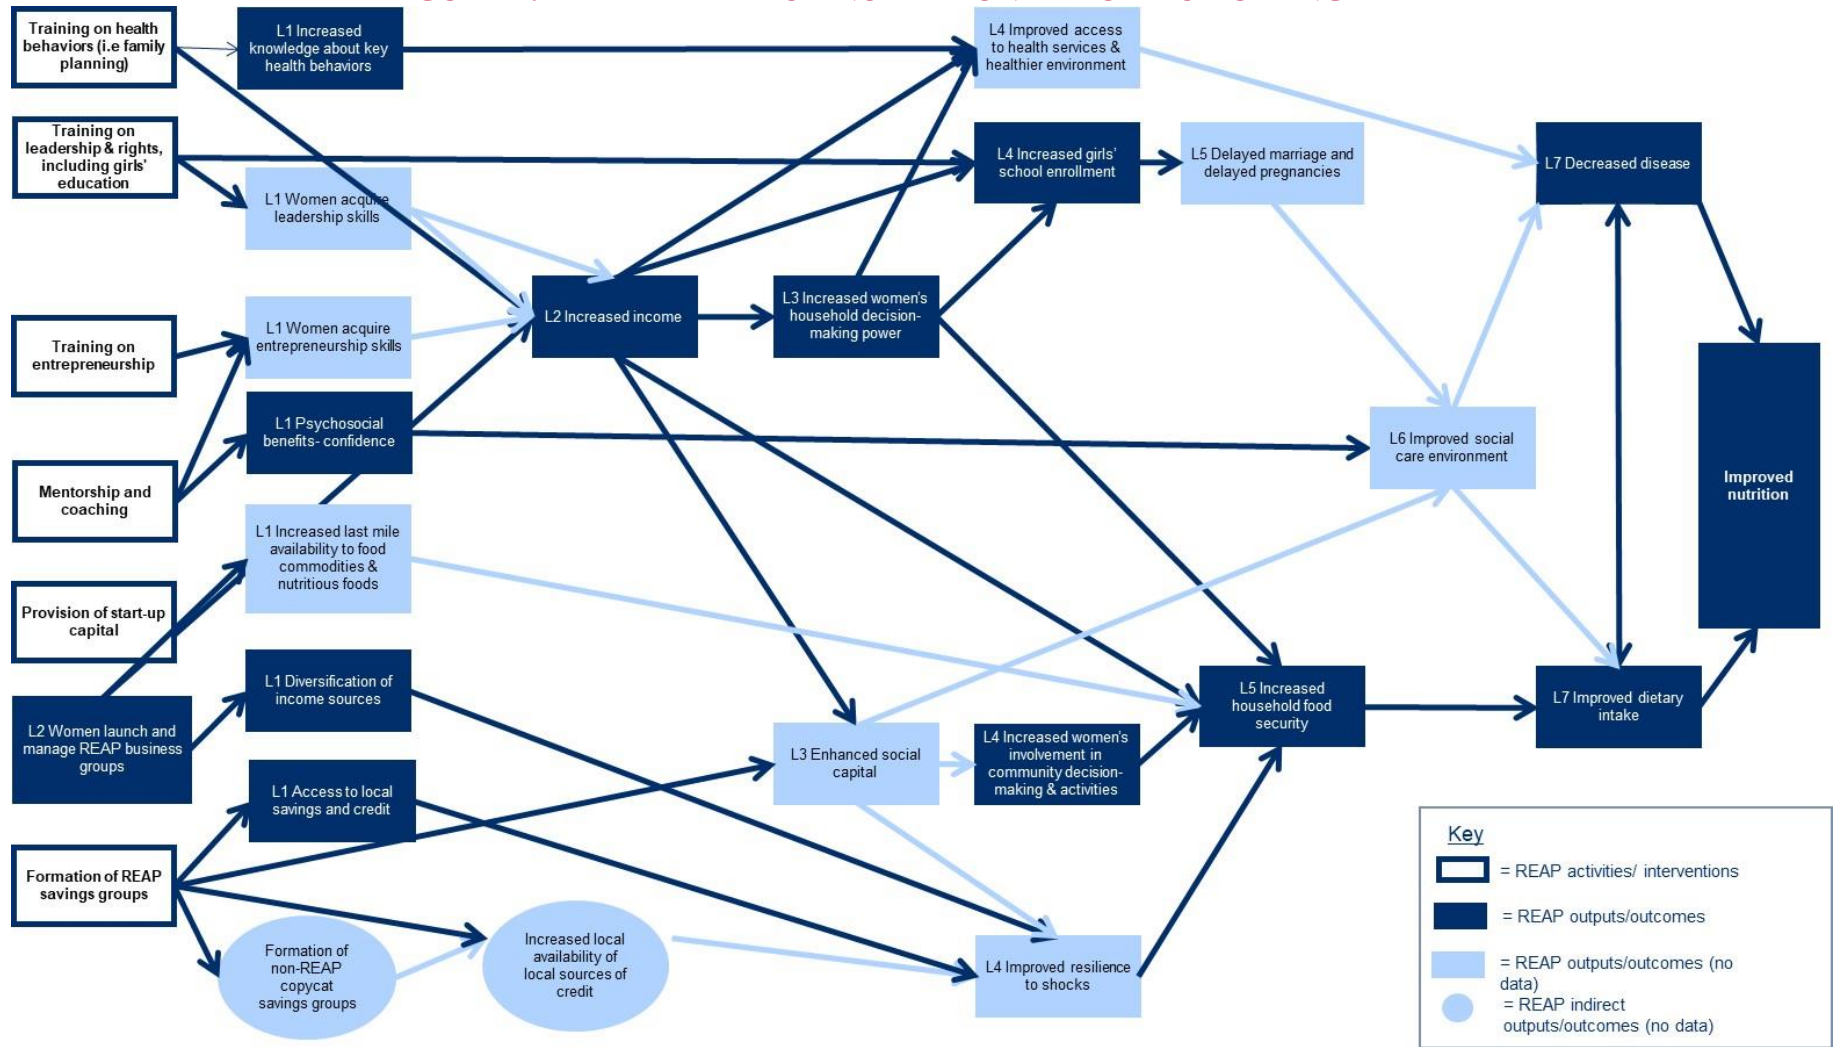 Training on health
behaviors (i.e family
planning)
L1 Increased
knowledge about key
health behaviors
L4 Improved access
to health services &
healthier environment
Training on
leadership & rights,
including girls'
education
L1 Women acquire
leadership skills
L4 Increased girls'
school enrollment
L5 Delayed marriage and
delayed pregnancies
L7 Decreased disease
Training on
entrepreneurship
L1 Women acquire
entrepreneurship skills
L2 Increased income
L3 Increased women's
household decision-
making power
Mentorship and
coaching
L1 Psychosocial
benefits- confidence
L6 Improved social
care environment
Improved
nutrition
L1 Increased last mile
availability to food
commodities &
nutritious foods
Provision of start-up
capital
L2 Women launch and
manage REAP business
groups
L1 Diversification of
income sources
L5 Increased
household food
security
L7 Improved dietary
intake
L1 Access to local
savings and credit
L3 Enhanced social
capital
L4 Increased women's
involvement in
community decision-
making & activities
Formation of REAP
savings groups
Formation of
non-REAP
copycat
savings groups
Increased local
availability of
local sources of
credit
L4 Improved resilience
to shocks
Key
= REAP activities/ interventions
= REAP outputs/outcomes
= REAP outputs/outcomes (no
data)
= REAP indirect
outputs/outcomes (no data)